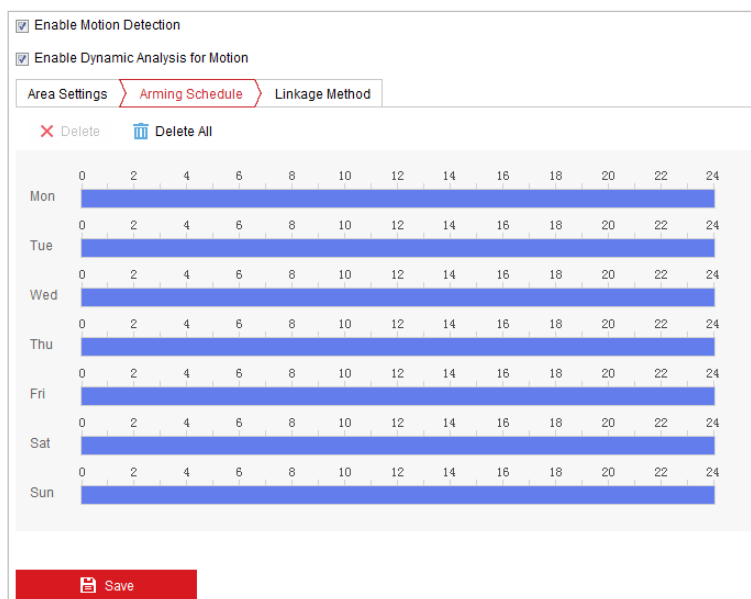 Enable Motion Detection
Enable Dynamic Analysis for Motion
Area Settings Arming Schedule Linkage Method
Delete Delete All
0 2 4 6 8 10 12 14 16 18 20 22 24
Mon
0 2 4 6 8 10 12 14 16 18 20 22 24
Tue
0 2 4 6 8 10 12 14 16 18 20 22 24
Wed
0 2 4 6 8 10 12 14 16 18 20 22 24
Thu
0 2 4 6 8 10 12 14 16 18 20 22 24
Fri
0 2 4 6 8 10 12 14 16 18 20 22 24
Sat
0 2 4 6 8 10 12 14 16 18 20 22 24
Sun
Save